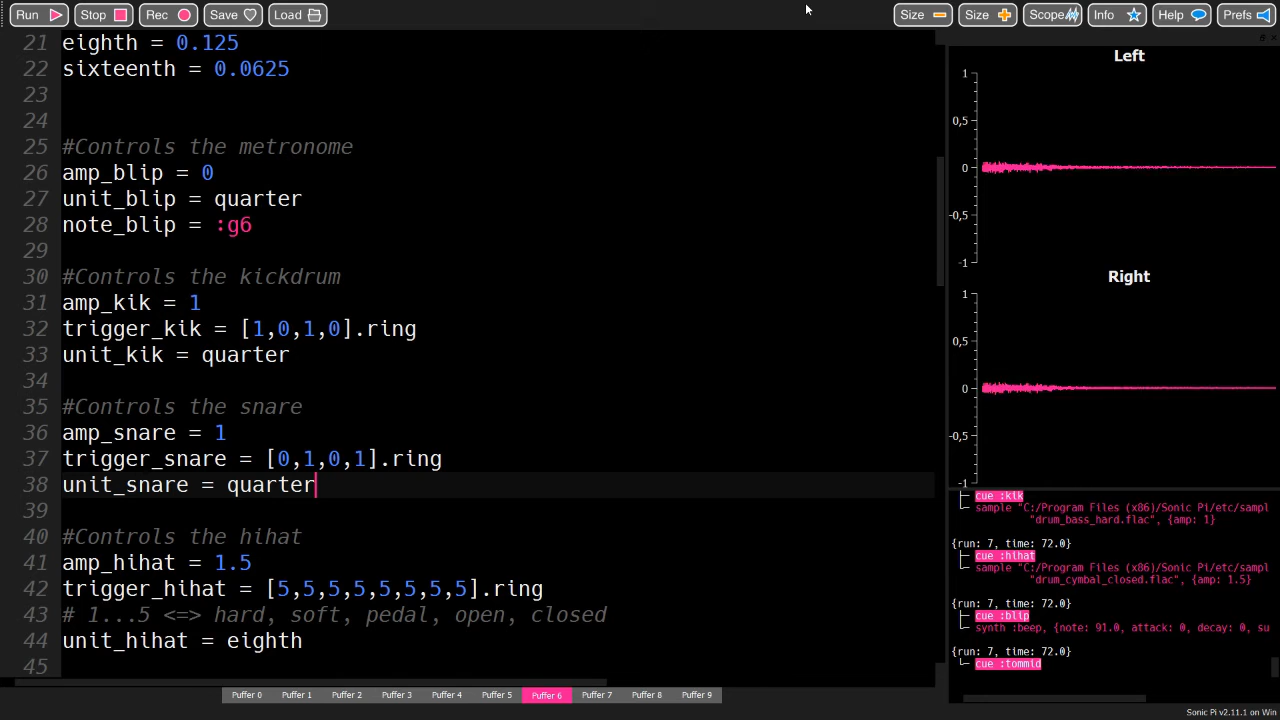 Run Stop Rec Save Load Size Size Scope Info Help Prefs
21 eighth = 0.125
22 sixteenth = 0.0625
23
24
25 #Controls the metronome
26 amp_blip = 0
27 unit_blip = quarter
28 note_blip = :g6
29
30 #Controls the kickdrum
31 amp_kik = 1
32 trigger_kik = [1,0,1,0].ring
33 unit_kik = quarter
34
35 #Controls the snare
36 amp_snare = 1
37 trigger_snare = [0,1,0,1].ring
38 unit_snare = quarter
39
40 #Controls the hihat
41 amp_hihat = 1.5
42 trigger_hihat = [5,5,5,5,5,5,5,5].ring
43 # 1...5 <=> hard, soft, pedal, open, closed
44 unit_hihat = eighth
45
Left
1
0,5
0
-0,5
-1
Right
1
0,5
0
-0,5
-1
cue :kik
sample "C:/Program Files (x86)/Sonic Pi/etc/sampl
"drum_bass_hard.flac", {amp: 1}
{run: 7, time: 72.0}
cue :hihat
sample "C:/Program Files (x86)/Sonic Pi/etc/sampl
"drum_cymbal_closed.flac", {amp: 1.5}
{run: 7, time: 72.0}
cue :blip
synth :beep, {note: 91.0, attack: 0, decay: 0, su
{run: 7, time: 72.0}
cue :tommid
Puffer 0 Puffer 1 Puffer 2 Puffer 3 Puffer 4 Puffer 5 Puffer 6 Puffer 7 Puffer 8 Puffer 9
Sonic Pi v2.11.1 on Win